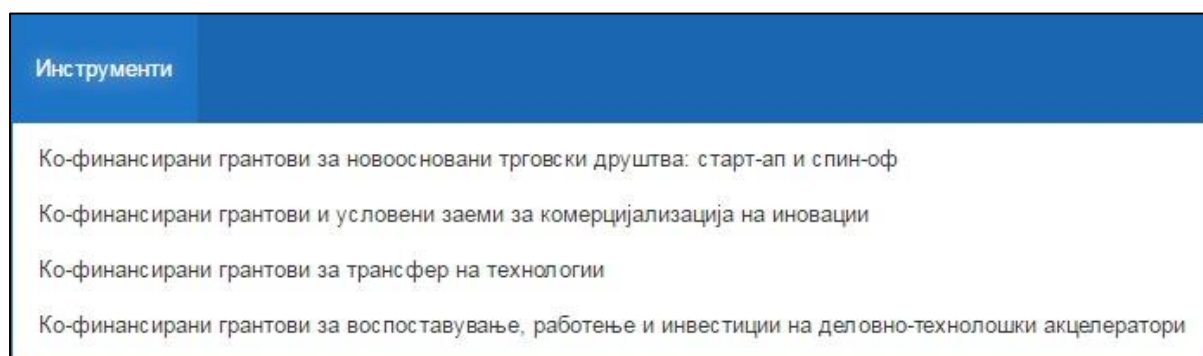 Инструменти
Ко-финансирани грантови за новоосновани трговски друштва: старт-ап и спин-оф
Ко-финансирани грантови и условени заеми за комерцијализација на иновации
Ко-финансирани грантови за трансфер на технологии
Ко-финансирани грантови за воспоставување, работење и инвестиции на деловно-технолошки акцелератори